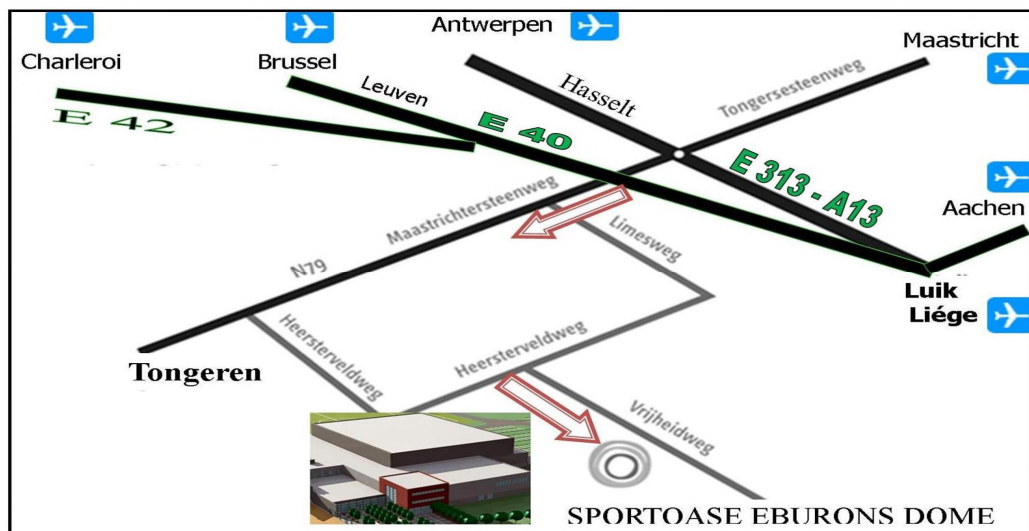 Antwerpen
Charleroi
Brussel
Maastricht
Leuven
Hasselt
Tongersesteenweg
E 42
E 40
E 313 - A13
Aachen
Maastrichtersteenweg
Limesweg
N79
Luik
Liége
Heersterveldweg
Heersterveldweg
Tongeren
Vrijheidweg
SPORTOASE EBURONS DOME